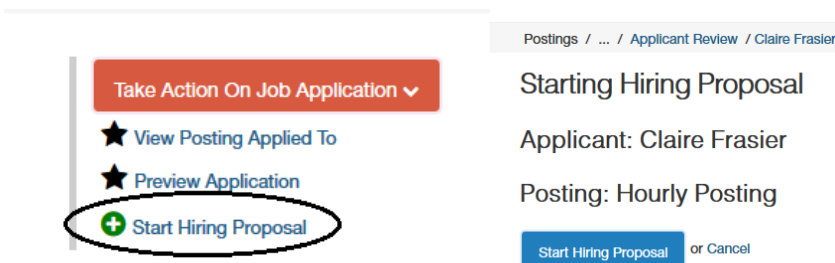 Take Action On Job Application
View Posting Applied To
Preview Application
Start Hiring Proposal
Postings / ... / Applicant Review / Claire Frasier
Starting Hiring Proposal
Applicant: Claire Frasier
Posting: Hourly Posting
Start Hiring Proposal or Cancel